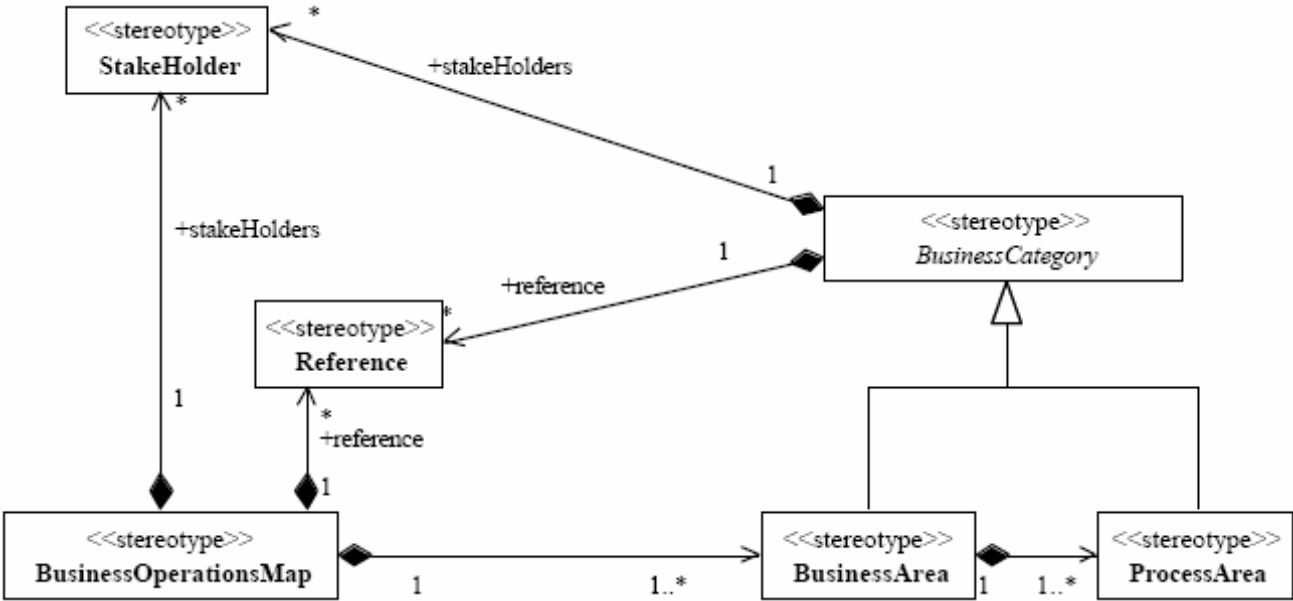 *
<<stereotype>>
StakeHolder
+stakeHolders
*
1
<<stereotype>>
BusinessCategory
+stakeHolders
1
+reference
*
<<stereotype>>
Reference
1
*
+reference
1
<<stereotype>>
BusinessOperationsMap
1
1..*
<<stereotype>>
BusinessArea
1
1..*
<<stereotype>>
ProcessArea